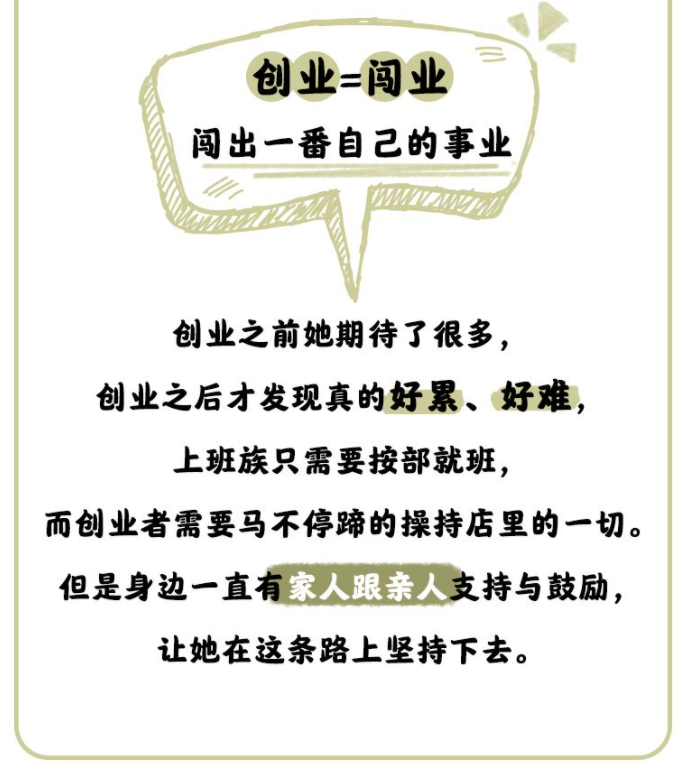 创业=闯业
闯出一番自己的事业
创业之前她期待了很多，
创业之后才发现真的好累、好难，
上班族只需要按部就班，
而创业者需要马不停蹄的操持店里的一切。
但是身边一直有家人跟亲人支持与鼓励，
让她在这条路上坚持下去。